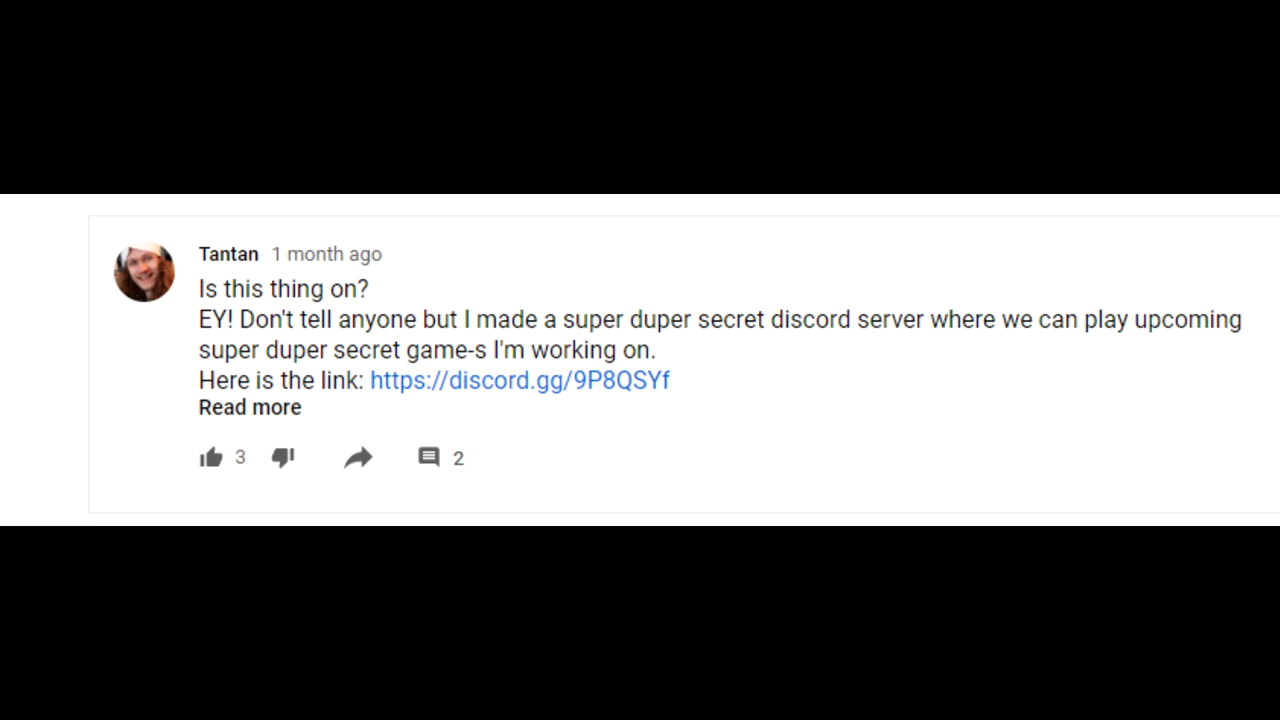 Tantan 1 month ago
Is this thing on?
EY! Don't tell anyone but I made a super duper secret discord server where we can play upcoming
super duper secret game-s I'm working on.
Here is the link: https://discord.gg/9P8QSYf
Read more
3 2